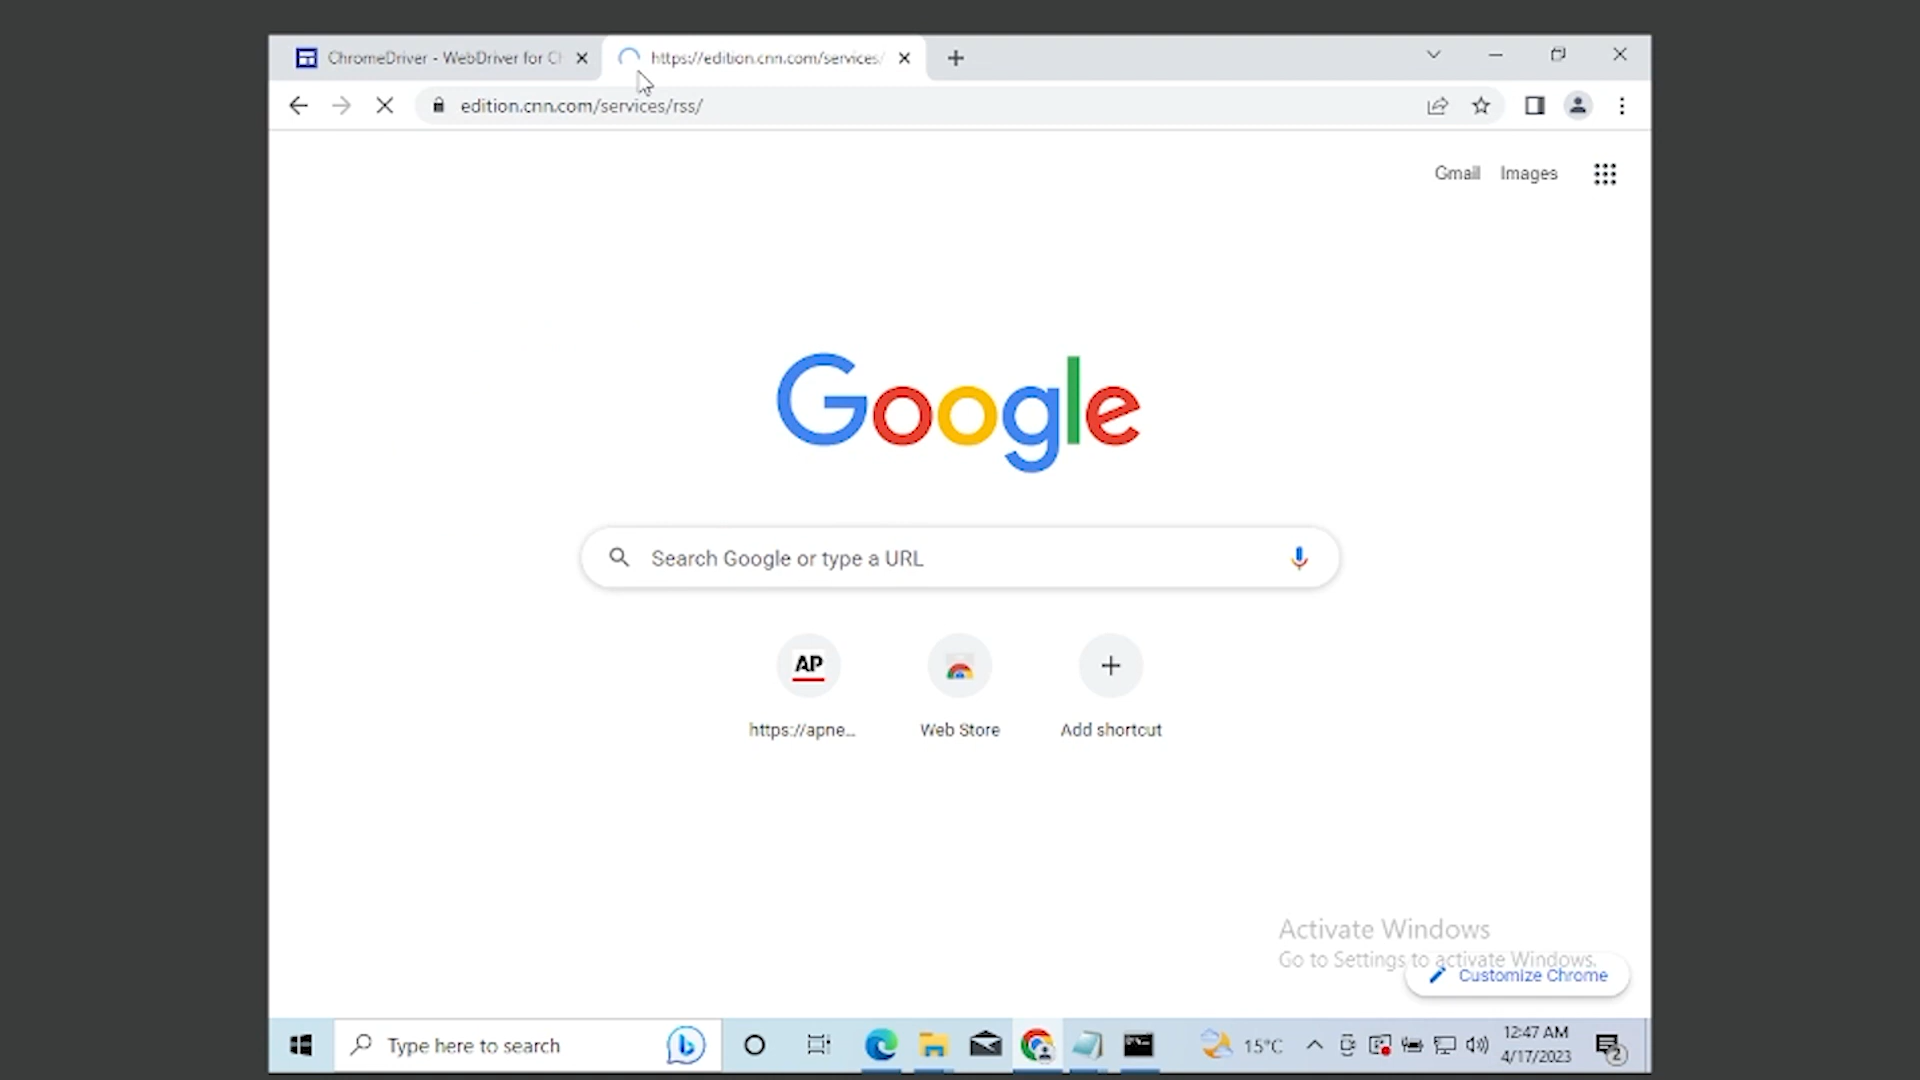 ChromeDriver - WebDriver for Cl
https://edition.cnn.com/services/
edition.cnn.com/services/rss/
Gmail Images
Google
Search Google or type a URL
AP
https://apne...
Web Store
Add shortcut
Activate Windows
Go to Settings to activate Windows.
Customize Chrome
Type here to search
15°C
12:47 AM
4/17/2023
2